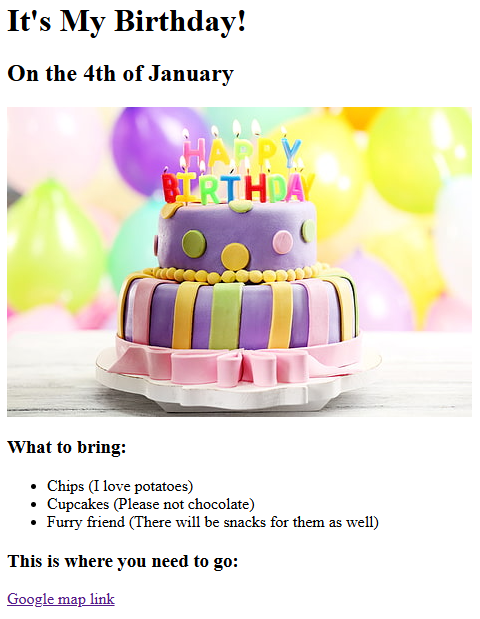 It's My Birthday!
On the 4th of January
HAPPY
BIRTHDAY
What to bring:
Chips (I love potatoes)
Cupcakes (Please not chocolate)
Furry friend (There will be snacks for them as well)
This is where you need to go:
Google map link